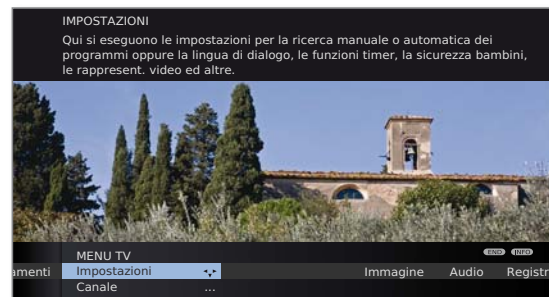 IMPOSTAZIONI
Qui si eseguono le impostazioni per la ricerca manuale o automatica dei
programmi oppure la lingua di dialogo, le funzioni timer, la sicurezza bambini,
le rappresent. video ed altre.
END INFO
MENU TV
amenti Impostazioni Immagine Audio Registr
Canale ...